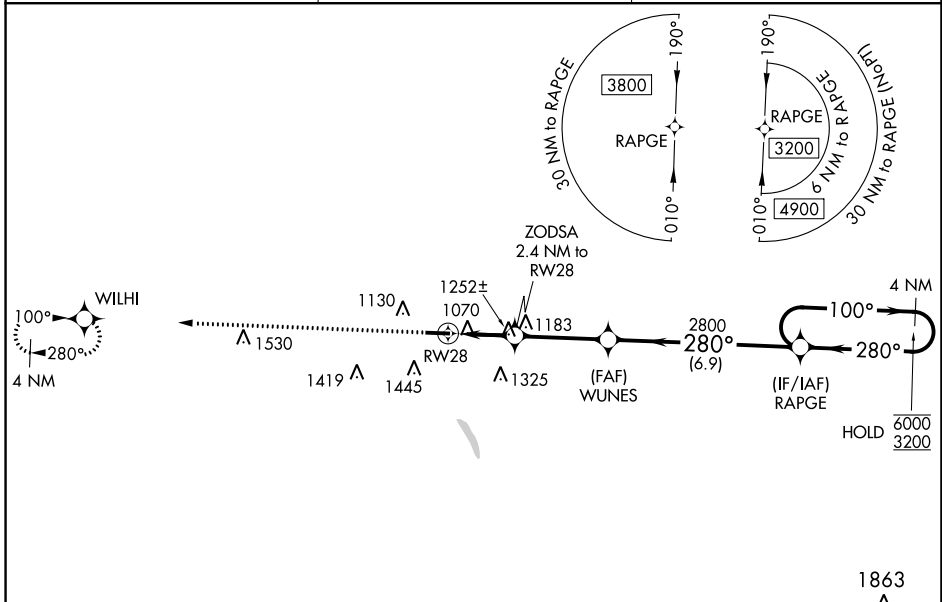 30 NM to RAPGE
190°
3800
RAPGE
010°
190°
RAPGE
3200
6 NM to RAPGE
4900
30 NM to RAPGE (NoPT)
010°
ZODSA
2.4 NM to
RW28
1252±
1130
1070
1183
RW28
1419
1445
1325
1530
WILHI
100°
280°
4 NM
(FAF)
WUNES
2800
280°
(6.9)
(IF/IAF)
RAPGE
100°
280°
4 NM
HOLD
6000
3200
1863